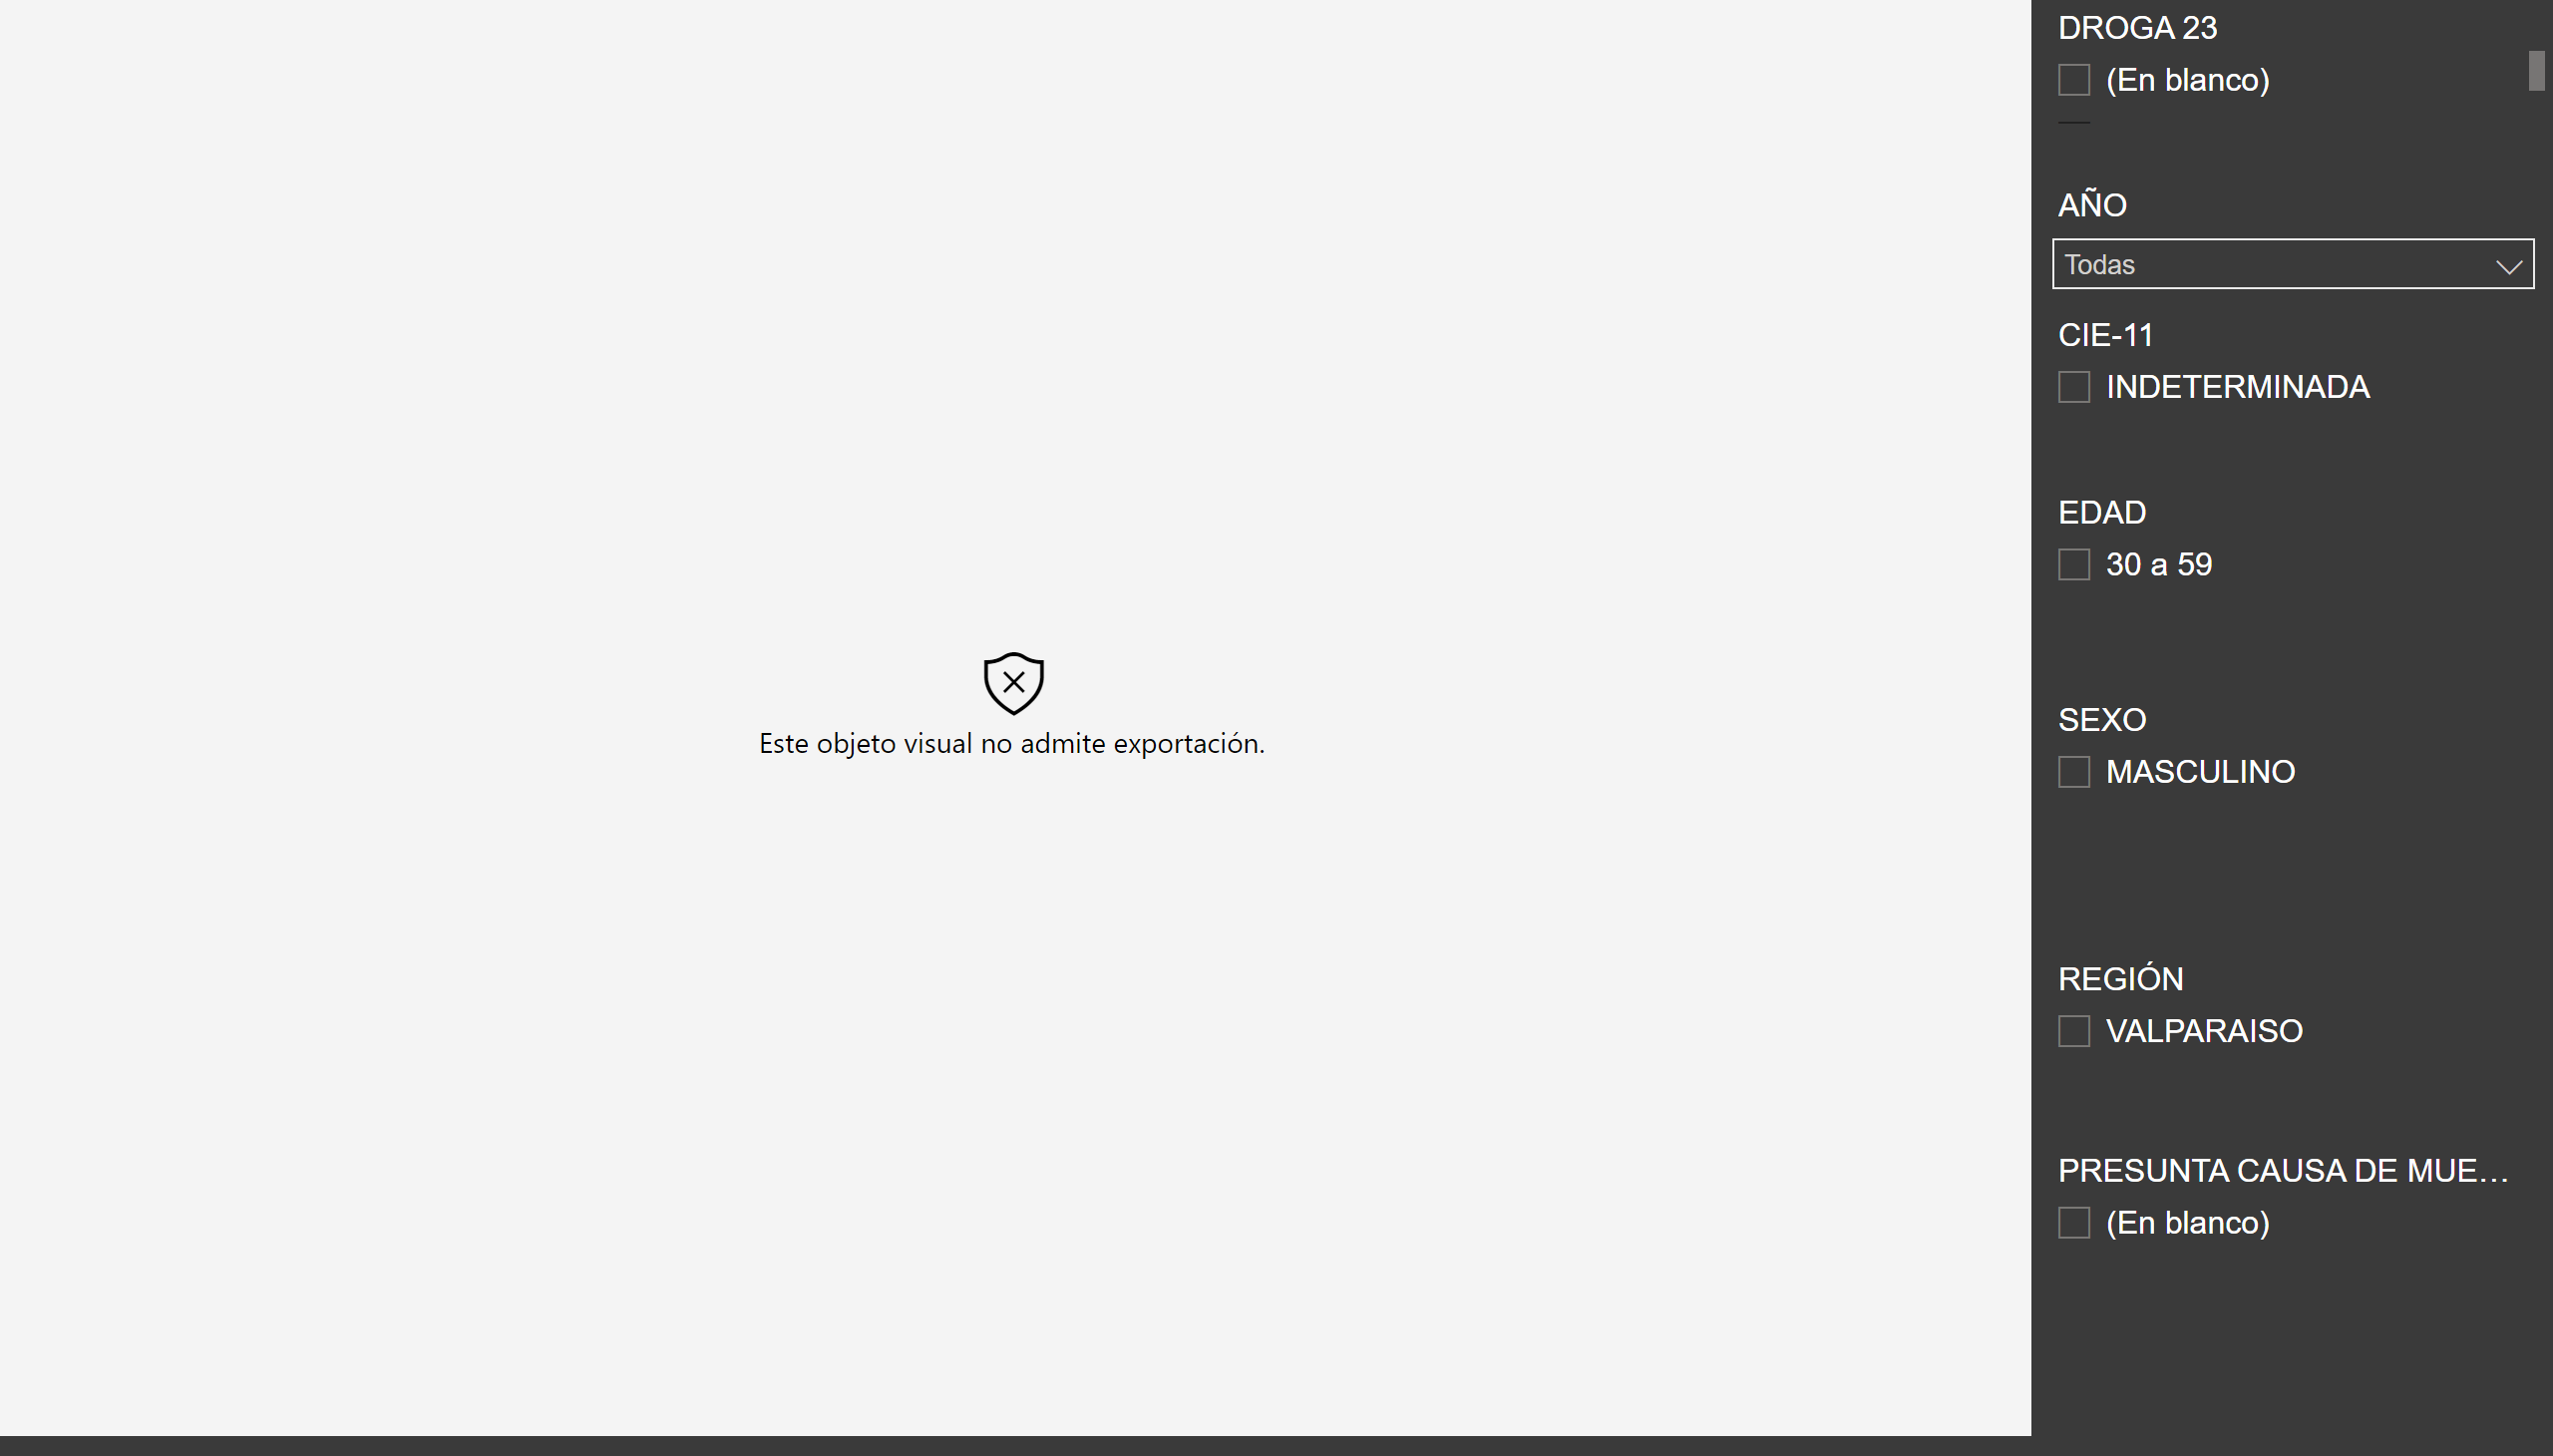 Este objeto visual no admite exportación.
DROGA 23
(En blanco)
AÑO
Todas
CIE-11
INDETERMINADA
EDAD
30 a 59
SEXO
MASCULINO
REGIÓN
VALPARAISO
PRESUNTA CAUSA DE MUE...
(En blanco)